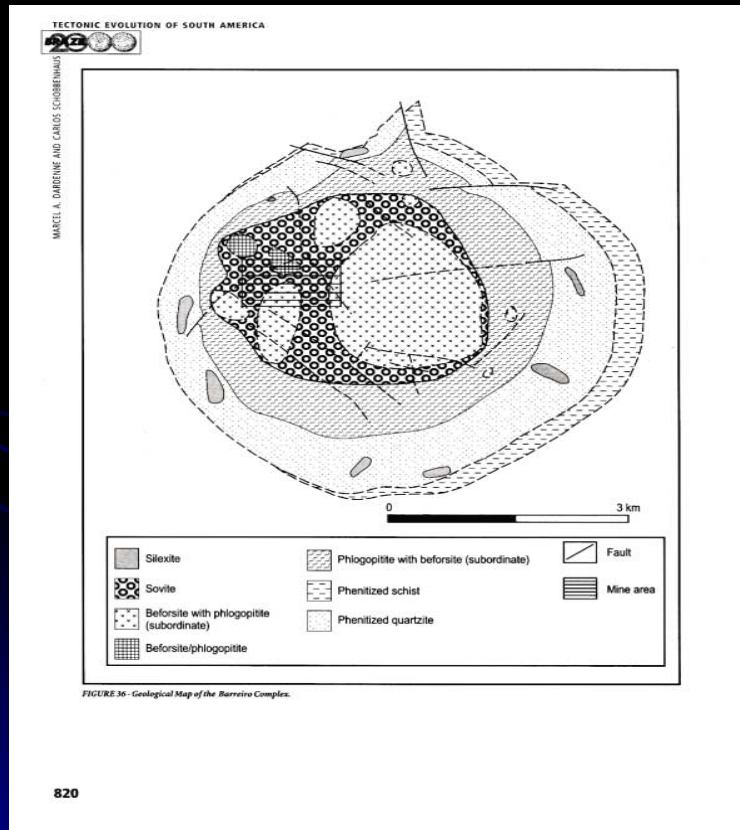 TECTONIC EVOLUTION OF SOUTH AMERICA
BRAZIL
2000
MARCEL A. DARDENNE AND CARLOS SCHOBBENHAUS
0 3 km
Silexite
Sovite
Beforsite with phlogopitite
(subordinate)
Beforsite/phlogopitite
Phlogopitite with beforsite (subordinate)
Phenitized schist
Phenitized quartzite
Fault
Mine area
FIGURE 36 - Geological Map of the Barreiro Complex.
820